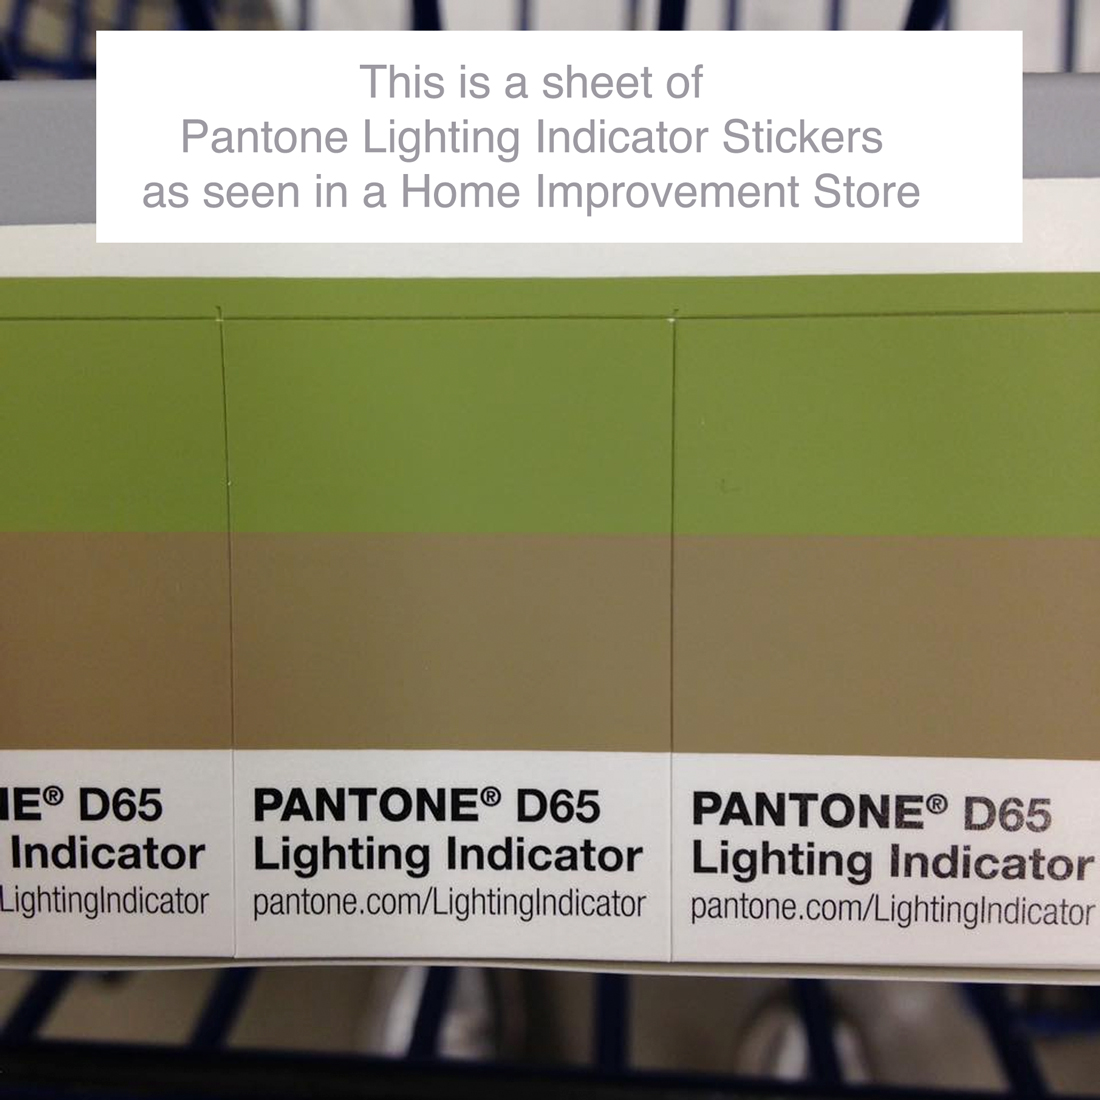 This is a sheet of
Pantone Lighting Indicator Stickers
as seen in a Home Improvement Store
NE® D65
Indicator
LightingIndicator
PANTONE® D65
Lighting Indicator
pantone.com/LightingIndicator
PANTONE® D65
Lighting Indicator
pantone.com/LightingIndicator